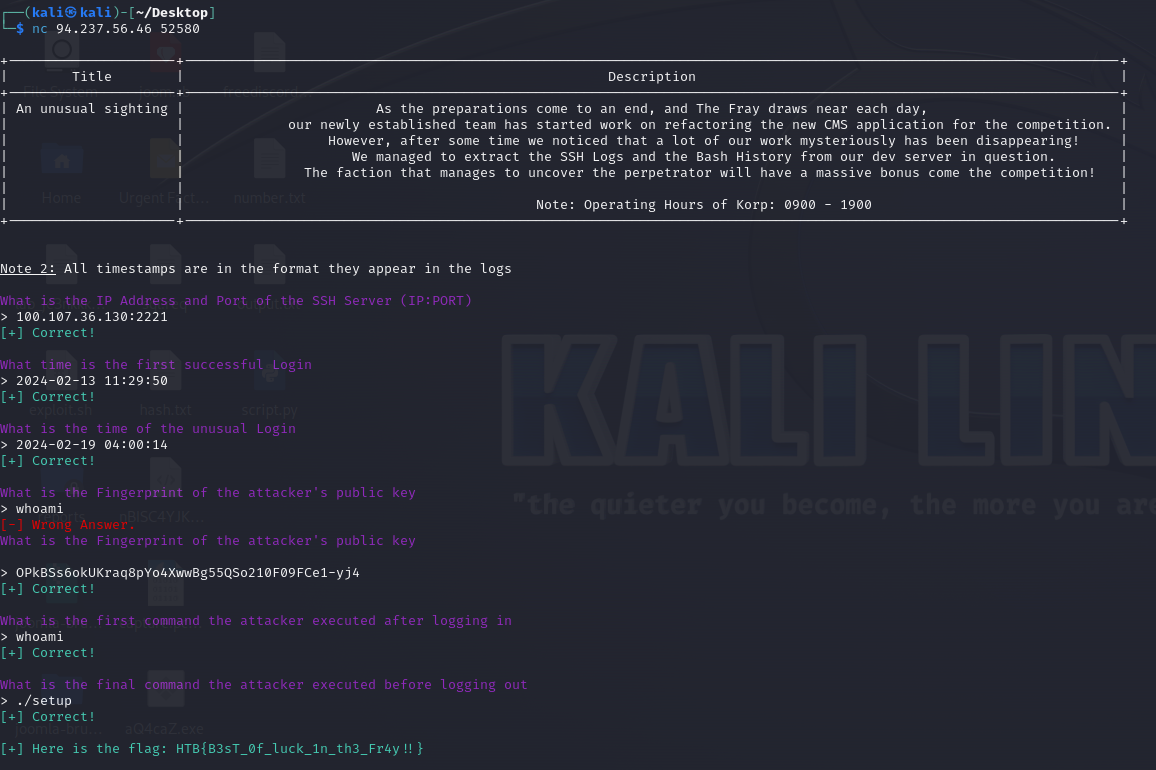 (kali㉿kali)-[~/Desktop]
$ nc 94.237.56.46 52580
Title | Description
An unusual sighting | As the preparations come to an end, and The Fray draws near each day,
our newly established team has started work on refactoring the new CMS application for the competition.
However, after some time we noticed that a lot of our work mysteriously has been disappearing!
We managed to extract the SSH Logs and the Bash History from our dev server in question.
The faction that manages to uncover the perpetrator will have a massive bonus come the competition!
Note: Operating Hours of Korp: 0900 - 1900
Note 2: All timestamps are in the format they appear in the logs
What is the IP Address and Port of the SSH Server (IP:PORT)
> 100.107.36.130:2221
[+] Correct!
What time is the first successful Login
> 2024-02-13 11:29:50
[+] Correct!
What is the time of the unusual Login
> 2024-02-19 04:00:14
[+] Correct!
What is the Fingerprint of the attacker's public key
> whoami
[-] Wrong Answer.
What is the Fingerprint of the attacker's public key
> OPkBSs6okUKraq8pYo4XwwBg55QSo210F09FCe1-yj4
[+] Correct!
What is the first command the attacker executed after logging in
> whoami
[+] Correct!
What is the final command the attacker executed before logging out
> ./setup
[+] Correct!
[+] Here is the flag: HTB{B3sT_0f_luck_1n_th3_Fr4y!!}
File System
Home
number.txt
exploit.sh
hash.txt
script.py
aQ4caZ.exe
KALI LIN
"the quieter you become, the more you are